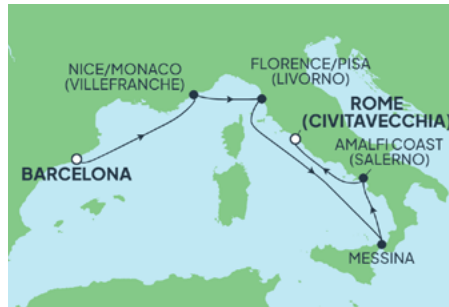 NICE/MONACO
(VILLEFRANCHE)
FLORENCE/PISA
(LIVORNO)
ROME
(CIVITAVECCHIA)
AMALFI COAST
(SALERNO)
BARCELONA
MESSINA